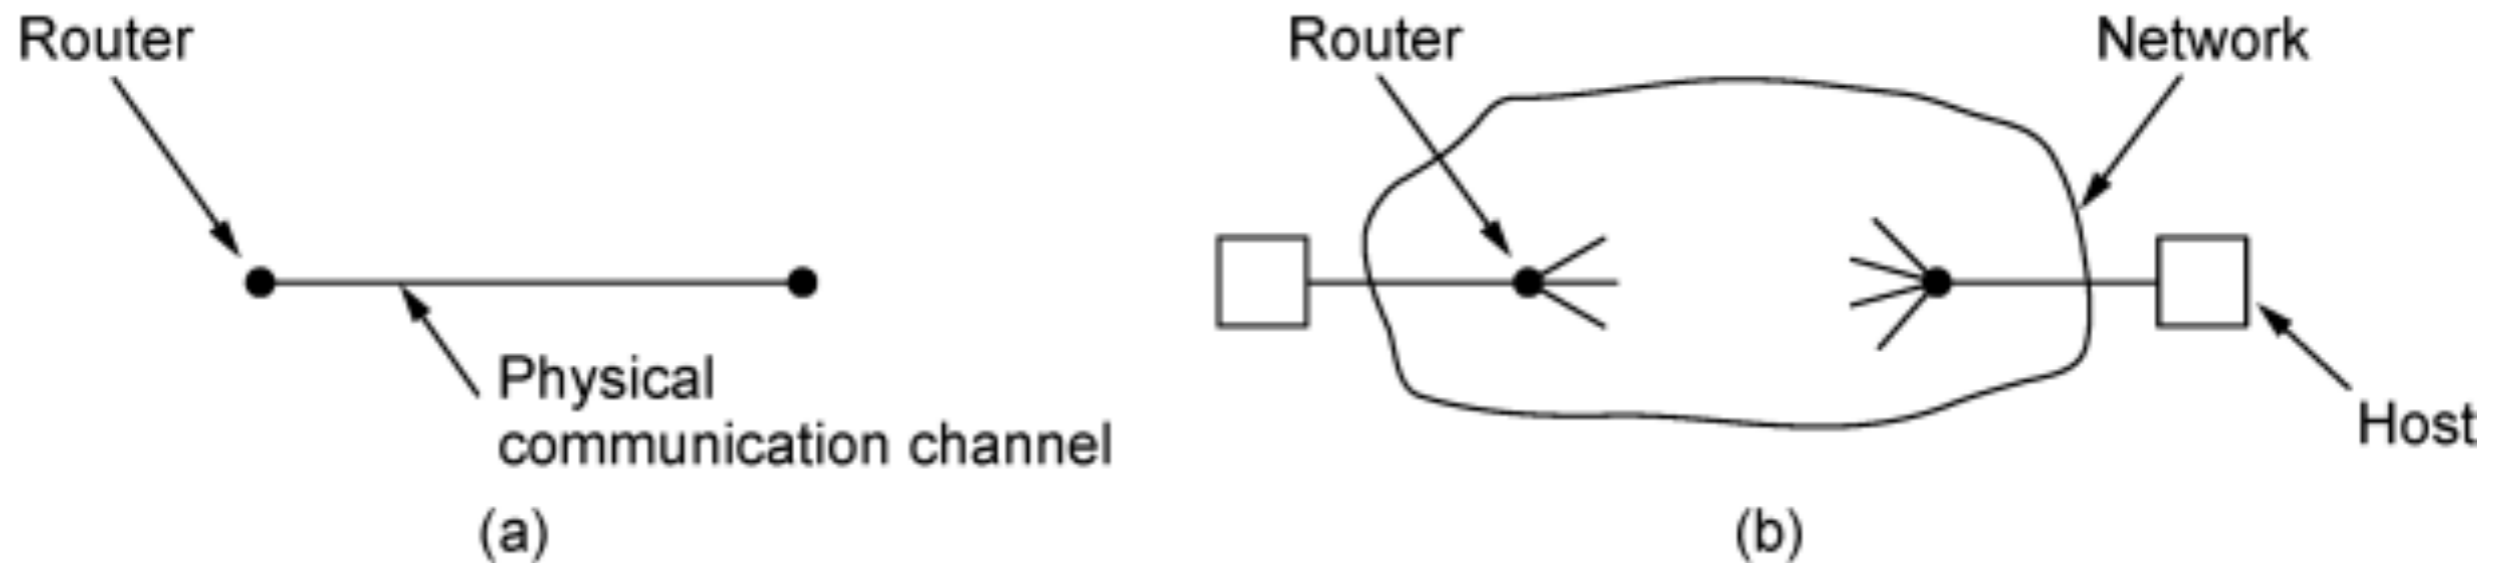 Router
Physical
communication channel
(a)
Router
Network
Host
(b)